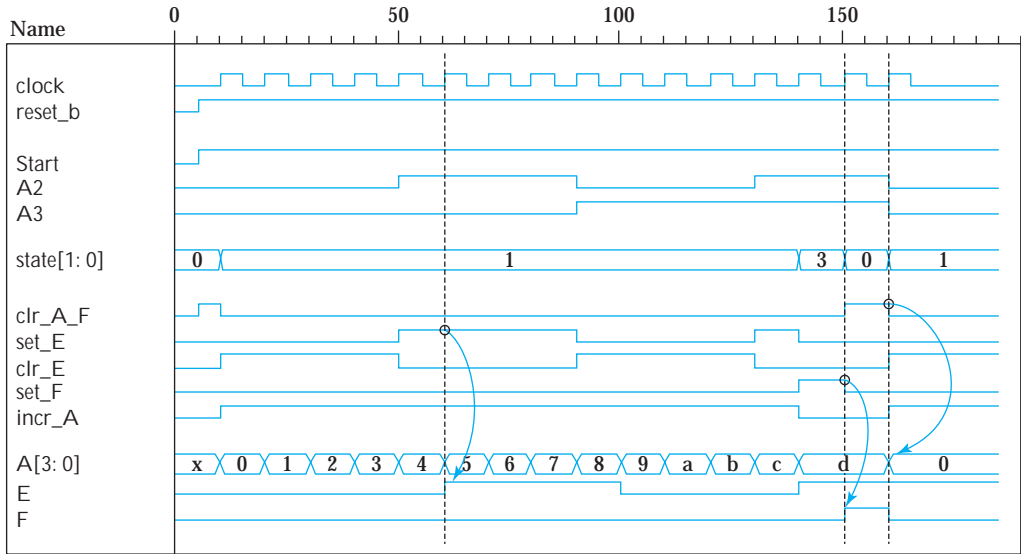 Name 0 50 100 150
clock
reset_b
Start
A2
A3
state[1: 0] 0 1 3 0 1
clr_A_F
set_E
clr_E
set_F
incr_A
A[3: 0] x 0 1 2 3 4 5 6 7 8 9 a b c d 0
E
F